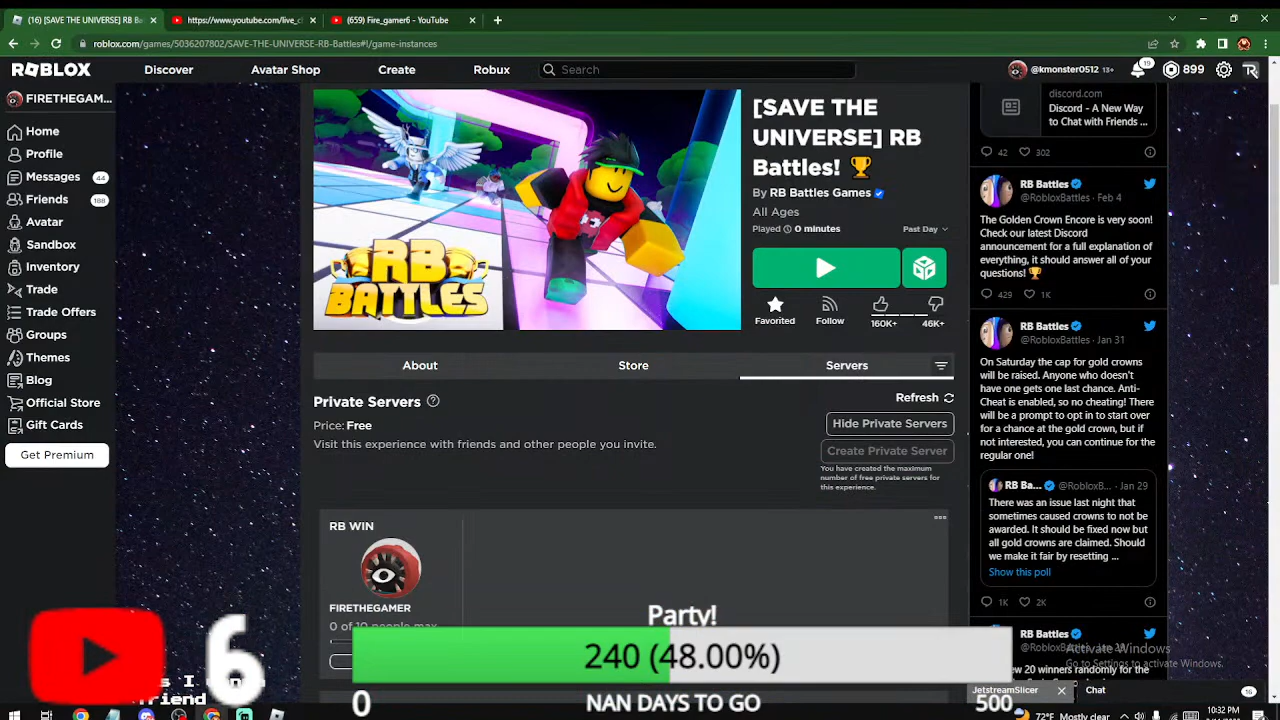 (16) [SAVE THE UNIVERSE] RB Ba
https://www.youtube.com/live_cl
(659) Fire_gamer6 - YouTube
roblox.com/games/5036207802/SAVE-THE-UNIVERSE-RB-Battles#!/game-instances
ROBLOX
Discover
Avatar Shop
Create
Robux
Search
@kmonster0512 13+
19
899
FIRETHEGAM...
Home
Profile
Messages 44
Friends 188
Avatar
Sandbox
Inventory
Trade
Trade Offers
Groups
Themes
Blog
Official Store
Gift Cards
Get Premium
RB
BATTLES
[SAVE THE
UNIVERSE] RB
Battles! 🏆
By RB Battles Games
All Ages
Played 0 minutes
Past Day
Favorited
Follow
160K+
46K+
About
Store
Servers
Private Servers
Refresh
Price: Free
Hide Private Servers
Visit this experience with friends and other people you invite.
Create Private Server
You have created the maximum
number of free private servers for
this experience.
RB WIN
FIRETHEGAMER
0 of 10 people max
discord.com
Discord - A New Way
to Chat with Friends ...
42 302
RB Battles
@RobloxBattles · Feb 4
The Golden Crown Encore is very soon!
Check our latest Discord
announcement for a full explanation of
everything, it should answer all of your
questions! 🏆
429 1K
RB Battles
@RobloxBattles · Jan 31
On Saturday the cap for gold crowns
will be raised. Anyone who doesn't
have one gets one last chance. Anti-
Cheat is enabled, so no cheating! There
will be a prompt to opt in to start over
for a chance at the gold crown, but if
not interested, you can continue for the
regular one!
RB Ba... @RobloxB... · Jan 29
There was an issue last night that
sometimes caused crowns to not be
awarded. It should be fixed now but
all gold crowns are claimed. Should
we make it fair by resetting ...
Show this poll
1K 2K
RB Battles
@RobloxBattles
20 winners randomly for the
Activate Windows
Go to Settings to activate Windows.
JetstreamSlicer
Chat
6
Party!
240 (48.00%)
0
NAN DAYS TO GO
500
friend
72°F Mostly clear
10:32 PM
16